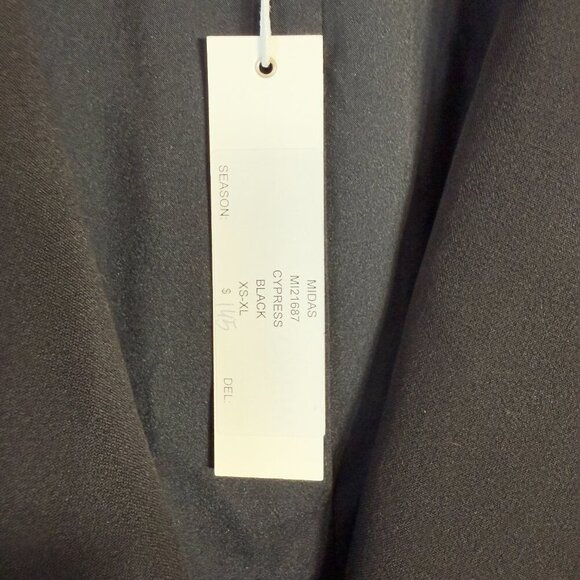 MIDAS
MI21687
CYPRESS
BLACK
XS-XL
$ 145
SEASON: DEL: